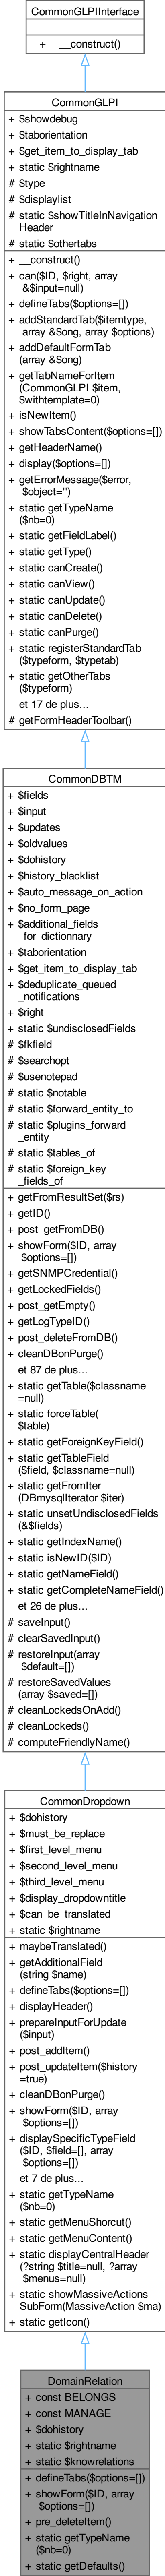 CommonGLPIInterface
+ __construct()
CommonGLPI
+ $showdebug
+ $taborientation
+ $get_item_to_display_tab
+ static $rightname
# $type
# $displaylist
# static $showTitleInNavigation
Header
# static $othertabs
+ __construct()
+ can($ID, $right, array
&$input=null)
+ defineTabs($options=[])
+ addStandardTab($itemtype,
array &$ong, array $options)
+ addDefaultFormTab
(array &$ong)
+ getTabNameForItem
(CommonGLPI $item,
$withtemplate=0)
+ isNewItem()
+ showTabsContent($options=[])
+ getHeaderName()
+ display($options=[])
+ getErrorMessage($error,
$object='')
+ static getTypeName
($nb=0)
+ static getFieldLabel()
+ static getType()
+ static canCreate()
+ static canView()
+ static canUpdate()
+ static canDelete()
+ static canPurge()
+ static registerStandardTab
($typeform, $typetab)
+ static getOtherTabs
($typeform)
et 17 de plus...
# getFormHeaderToolbar()
CommonDBTM
+ $fields
+ $input
+ $updates
+ $oldvalues
+ $dohistory
+ $history_blacklist
+ $auto_message_on_action
+ $no_form_page
+ $additional_fields
_for_dictionnary
+ $taborientation
+ $get_item_to_display_tab
+ $deduplicate_queued
_notifications
+ $right
+ static $undisclosedFields
# $fkfield
# $searchopt
# $usenotepad
# static $notable
# static $forward_entity_to
# static $plugins_forward
_entity
# static $tables_of
# static $foreign_key
_fields_of
+ getFromResultSet($rs)
+ getID()
+ post_getFromDB()
+ showForm($ID, array
$options=[])
+ getSNMPCredential()
+ getLockedFields()
+ post_getEmpty()
+ getLogTypeID()
+ post_deleteFromDB()
+ cleanDBonPurge()
et 87 de plus...
+ static getTable($classname
=null)
+ static forceTable(
$table)
+ static getForeignKeyField()
+ static getTableField
($field, $classname=null)
+ static getFromIter
(DBmysqlIterator $iter)
+ static unsetUndisclosedFields
(&$fields)
+ static getIndexName()
+ static isNewID($ID)
+ static getNameField()
+ static getCompleteNameField()
et 26 de plus...
# saveInput()
# clearSavedInput()
# restoreInput(array
$default=[])
# restoreSavedValues
(array $saved=[])
# cleanLockedsOnAdd()
# cleanLockeds()
# computeFriendlyName()
CommonDropdown
+ $dohistory
+ $must_be_replace
+ $first_level_menu
+ $second_level_menu
+ $third_level_menu
+ $display_dropdowntitle
+ $can_be_translated
+ static $rightname
+ maybeTranslated()
+ getAdditionalField
(string $name)
+ defineTabs($options=[])
+ displayHeader()
+ prepareInputForUpdate
($input)
+ post_addItem()
+ post_updateItem($history
=true)
+ cleanDBonPurge()
+ showForm($ID, array
$options=[])
+ displaySpecificTypeField
($ID, $field=[], array
$options=[])
et 7 de plus...
+ static getTypeName
($nb=0)
+ static getMenuShorcut()
+ static getMenuContent()
+ static displayCentralHeader
(?string $title=null, ?array
$menus=null)
+ static showMassiveActions
SubForm(MassiveAction $ma)
+ static getIcon()
DomainRelation
+ const BELONGS
+ const MANAGE
+ $dohistory
+ static $rightname
+ static $knowrelations
+ defineTabs($options=[])
+ showForm($ID, array
$options=[])
+ pre_deleteItem()
+ static getTypeName
($nb=0)
+ static getDefaults()